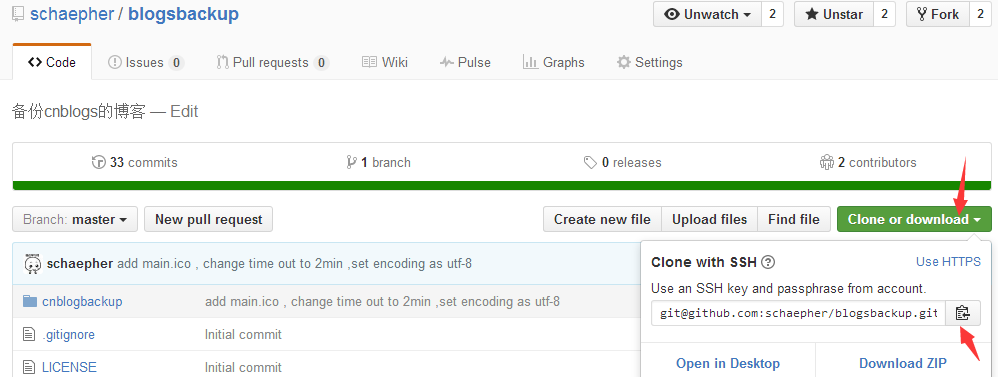 schaepher / blogsbackup
Unwatch 2 Unstar 2 Fork 2
Code Issues 0 Pull requests 0 Wiki Pulse Graphs Settings
备份cnblogs的博客 — Edit
33 commits 1 branch 0 releases 2 contributors
Branch: master New pull request Create new file Upload files Find file Clone or download
schaepher add main.ico , change time out to 2min ,set encoding as utf-8
cnblogbackup add main.ico , change time out to 2min ,set encoding as utf-8
.gitignore Initial commit
LICENSE Initial commit
Clone with SSH ? Use HTTPS
Use an SSH key and passphrase from account.
git@github.com:schaepher/blogsbackup.git
Open in Desktop Download ZIP